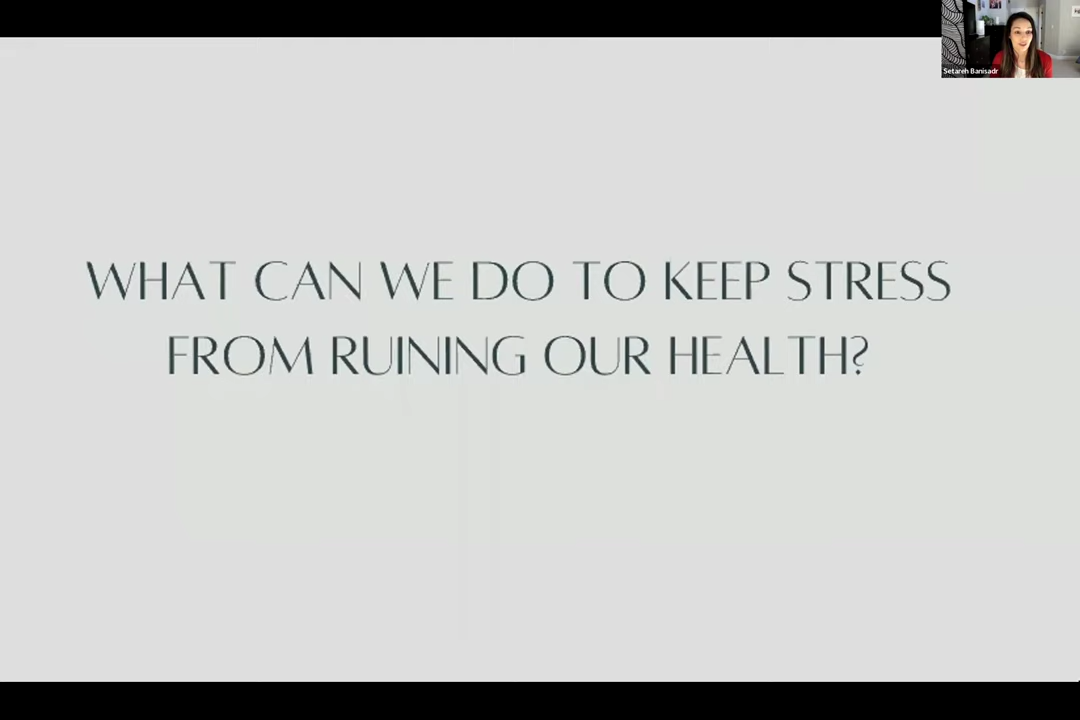 Setareh Banisadr
WHAT CAN WE DO TO KEEP STRESS
FROM RUINING OUR HEALTH?